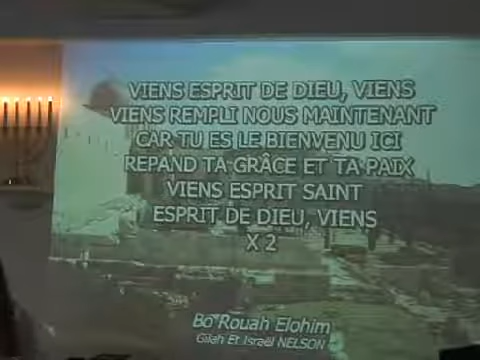 VIENS ESPRIT DE DIEU, VIENS
VIENS REMPLI NOUS MAINTENANT
CAR TU ES LE BIENVENU ICI
REPAND TA GRÂCE ET TA PAIX
VIENS ESPRIT SAINT
ESPRIT DE DIEU, VIENS
X 2
Bo Rouah Elohim
Gilah Et Israël NELSON